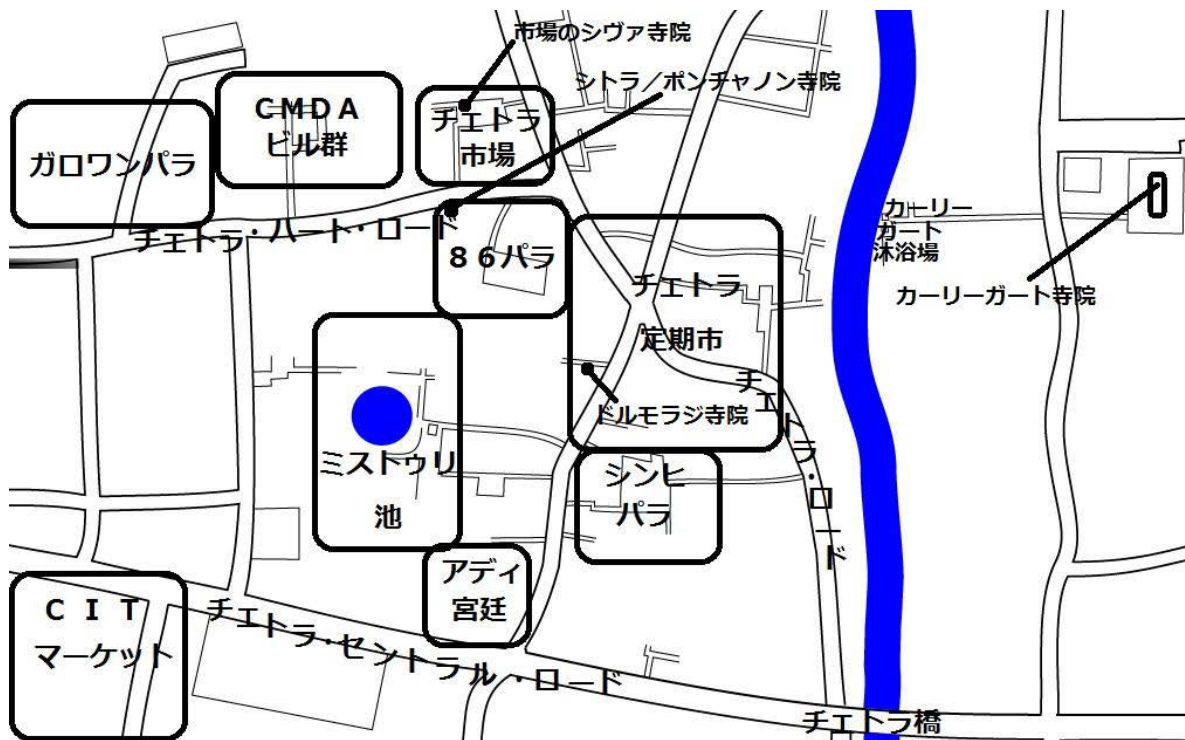 市場のシヴァ寺院
シトラ／ポンチャノン寺院
ＣＭＤＡ
ビル群
チェトラ
市場
ガロワンパラ
カーリー
ガート
沐浴場
チェトラ・ハート・ロード
８６パラ
チェトラ
定期市
カーリーガート寺院
チェトラ・ロード
ドルモラジ寺院
ミストゥリ
池
シンヒ
パラ
アディ
宮廷
ＣＩＴ
マーケット
チェトラ・セントラル・ロード
チェトラ橋